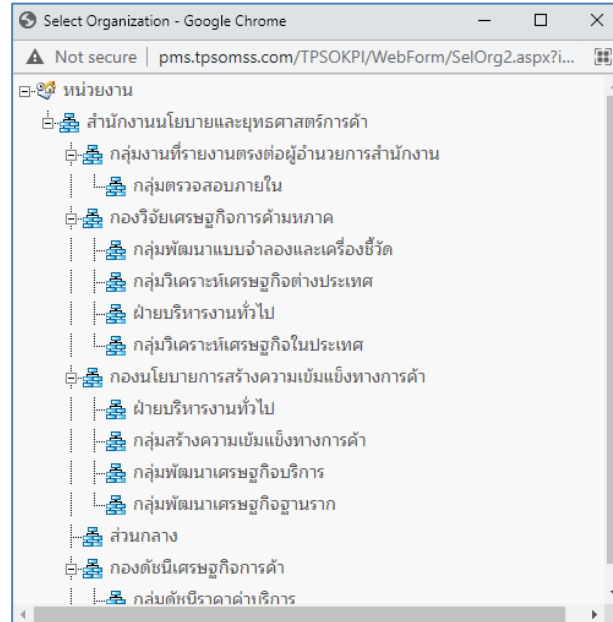 Select Organization - Google Chrome
Not secure | pms.tpsomss.com/TPSOKPI/WebForm/SelOrg2.aspx?i...
หน่วยงาน
สำนักงานนโยบายและยุทธศาสตร์การค้า
กลุ่มงานที่รายงานตรงต่อผู้อำนวยการสำนักงาน
กลุ่มตรวจสอบภายใน
กองวิจัยเศรษฐกิจการค้ามหภาค
กลุ่มพัฒนาแบบจำลองและเครื่องชี้วัด
กลุ่มวิเคราะห์เศรษฐกิจต่างประเทศ
ฝ่ายบริหารงานทั่วไป
กลุ่มวิเคราะห์เศรษฐกิจในประเทศ
กองนโยบายการสร้างความเข้มแข็งทางการค้า
ฝ่ายบริหารงานทั่วไป
กลุ่มสร้างความเข้มแข็งทางการค้า
กลุ่มพัฒนาเศรษฐกิจบริการ
กลุ่มพัฒนาเศรษฐกิจฐานราก
ส่วนกลาง
กองดัชนีเศรษฐกิจการค้า
กลุ่มดัชนีราคาค่าบริการ